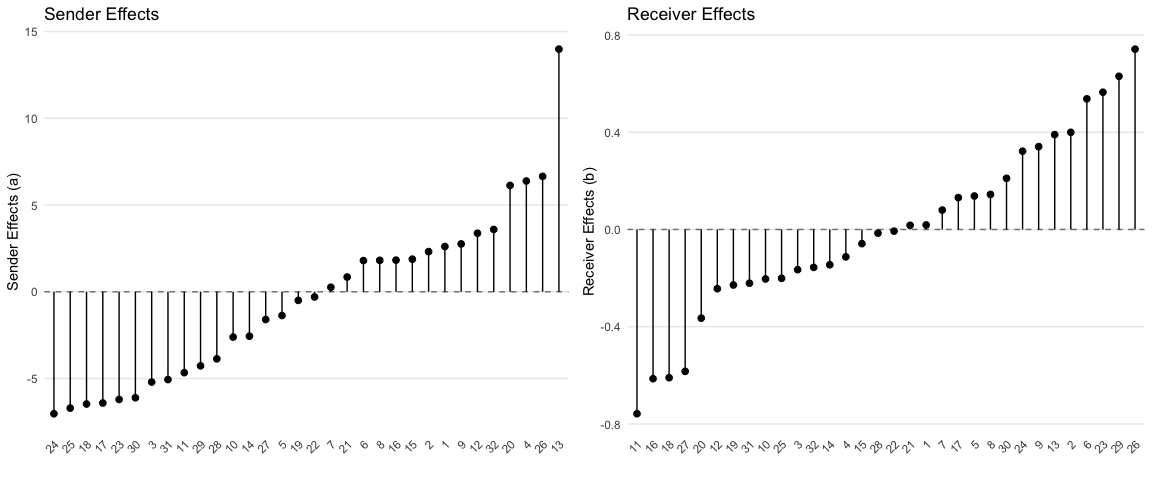 Sender Effects
Sender Effects (a)
15
10
5
0
-5
24 25 18 17 23 30 3 31 11 29 28 10 14 27 5 19 22 7 21 6 8 16 15 2 1 9 12 32 20 4 26 13
Receiver Effects
Receiver Effects (b)
0.8
0.4
0.0
-0.4
-0.8
11 16 18 27 20 12 19 31 10 25 3 32 14 4 15 28 22 21 1 7 17 5 8 30 24 9 13 2 6 23 29 26